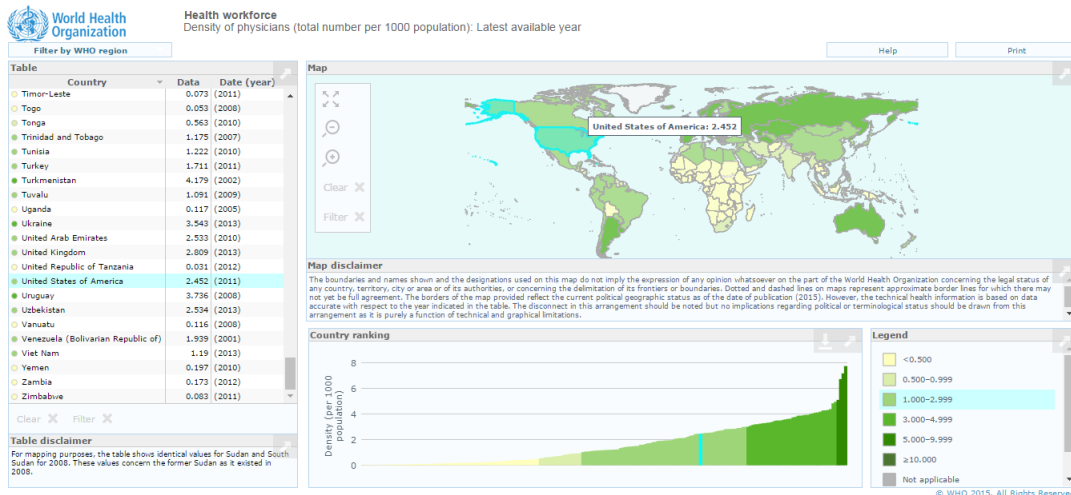 World Health
Organization
Health workforce
Density of physicians (total number per 1000 population): Latest available year
Filter by WHO region
Help
Print
Table
Country Data Date (year)
Timor-Leste 0.073 (2011)
Togo 0.053 (2008)
Tonga 0.563 (2010)
Trinidad and Tobago 1.175 (2007)
Tunisia 1.222 (2010)
Turkey 1.711 (2011)
Turkmenistan 4.179 (2002)
Tuvalu 1.091 (2009)
Uganda 0.117 (2005)
Ukraine 3.543 (2013)
United Arab Emirates 2.533 (2010)
United Kingdom 2.809 (2013)
United Republic of Tanzania 0.031 (2012)
United States of America 2.452 (2011)
Uruguay 3.736 (2008)
Uzbekistan 2.534 (2013)
Vanuatu 0.116 (2008)
Venezuela (Bolivarian Republic of) 1.939 (2001)
Viet Nam 1.19 (2013)
Yemen 0.197 (2010)
Zambia 0.173 (2012)
Zimbabwe 0.083 (2011)
Clear Filter
Table disclaimer
For mapping purposes, the table shows identical values for Sudan and South
Sudan for 2008. These values concern the former Sudan as it existed in
2008.
Map
Clear
Filter
United States of America: 2.452
Map disclaimer
The boundaries and names shown and the designations used on this map do not imply the expression of any opinion whatsoever on the part of the World Health Organization concerning the legal status of
any country, territory, city or area or of its authorities, or concerning the delimitation of its frontiers or boundaries. Dotted and dashed lines on maps represent approximate border lines for which there may
not yet be full agreement. The borders of the map provided reflect the current political geographic status as of the date of publication (2015). However, the technical health information is based on data
accurate with respect to the year indicated in the table. The disconnect in this arrangement should be noted but no implications regarding political or terminological status should be drawn from this
arrangement as it is purely a function of technical and graphical limitations.
Country ranking
Density (per 1000
population)
8
6
4
2
0
Legend
<0.500
0.500–0.999
1.000–2.999
3.000–4.999
5.000–9.999
≥10.000
Not applicable
© WHO 2015. All Rights Reserved